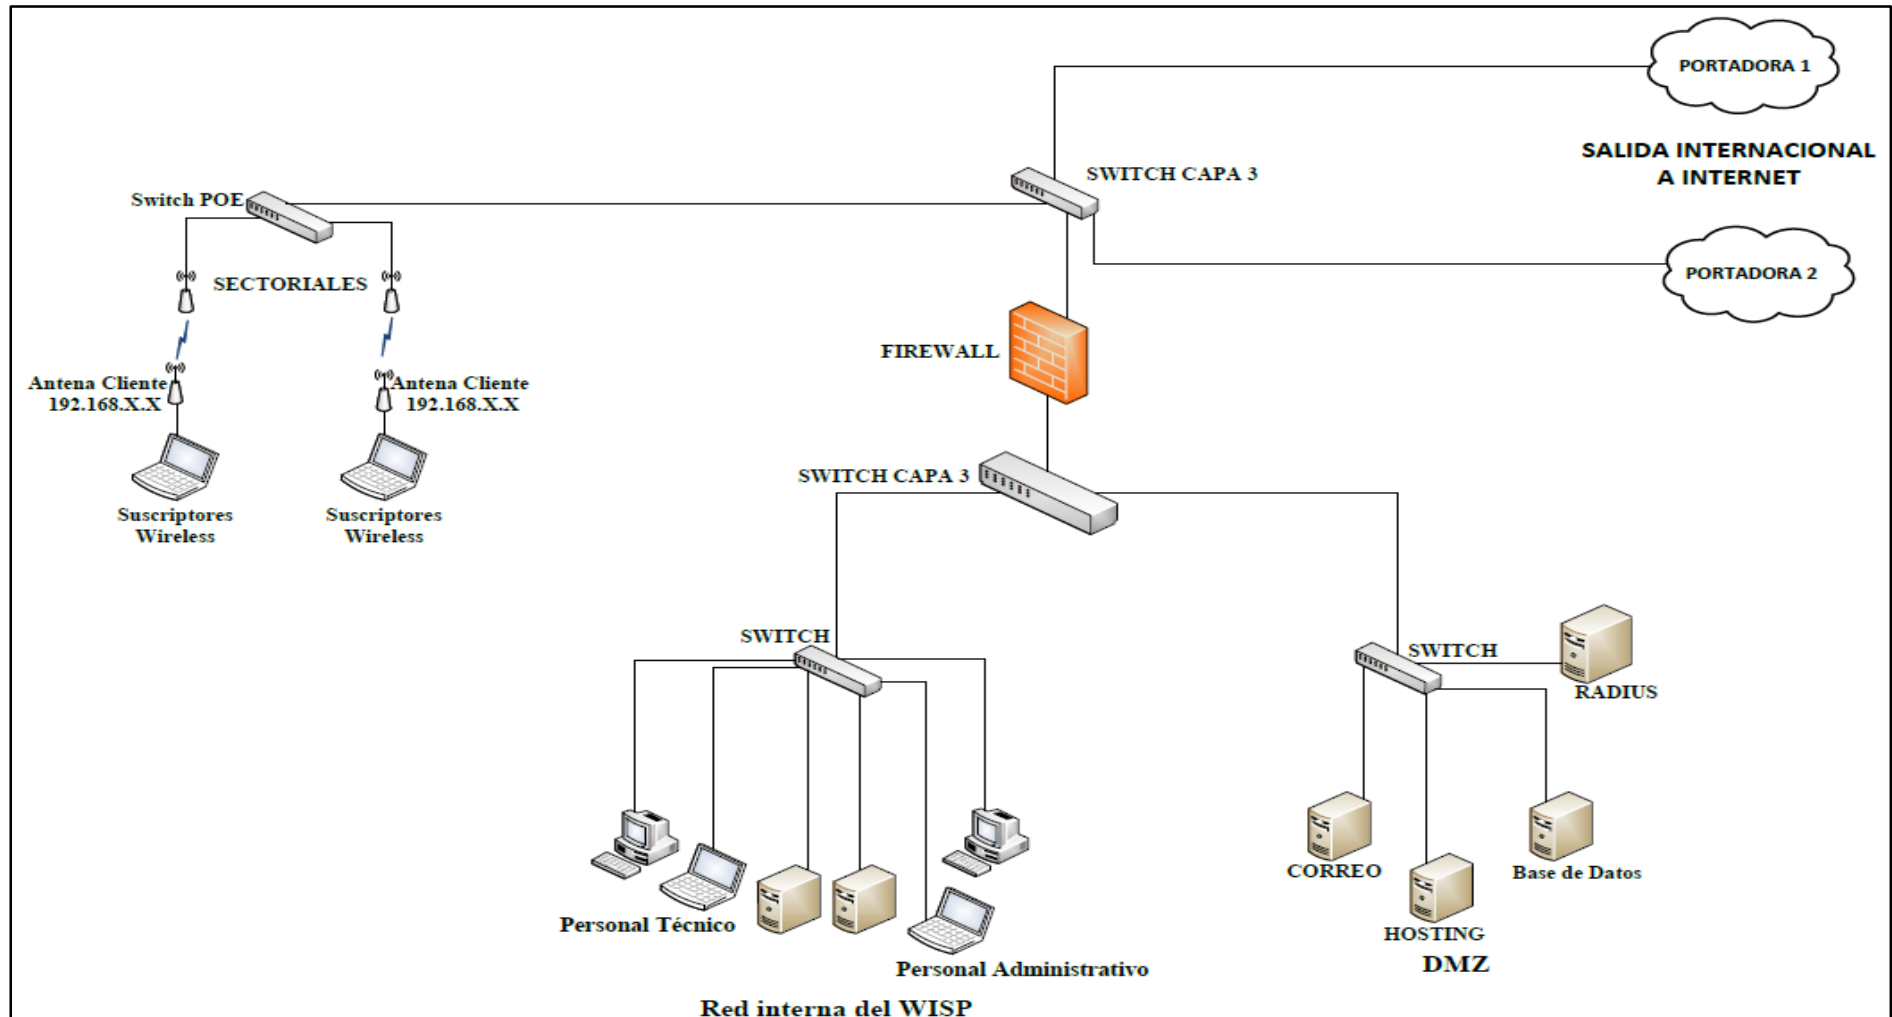 PORTADORA 1
SALIDA INTERNACIONAL
A INTERNET
SWITCH CAPA 3
Switch POE
PORTADORA 2
SECTORIALES
FIREWALL
Antena Cliente
192.168.X.X
Antena Cliente
192.168.X.X
SWITCH CAPA 3
Suscriptores
Wireless
Suscriptores
Wireless
SWITCH
SWITCH
RADIUS
CORREO
Base de Datos
Personal Técnico
HOSTING
DMZ
Personal Administrativo
Red interna del WISP